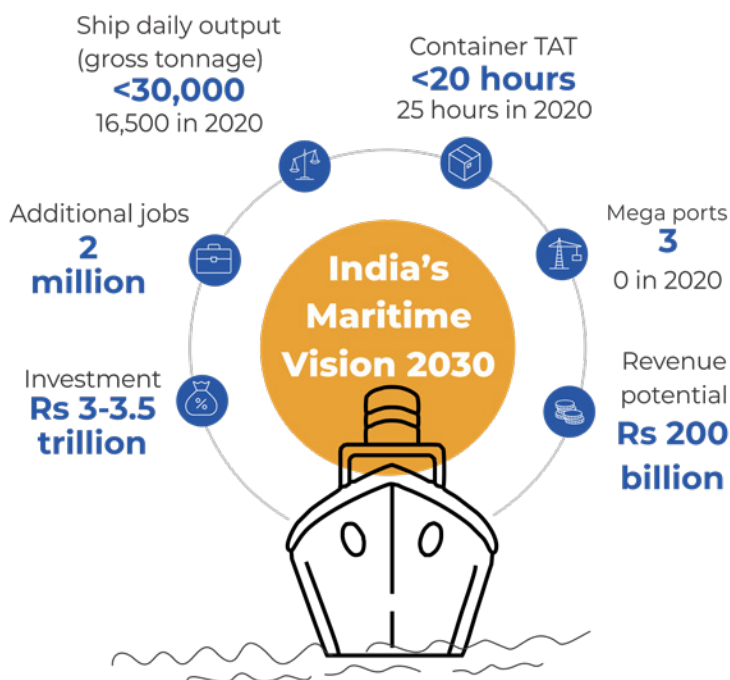 Ship daily output
(gross tonnage)
<30,000
16,500 in 2020
Container TAT
<20 hours
25 hours in 2020
Additional jobs
2
million
Mega ports
3
0 in 2020
India's
Maritime
Vision 2030
Investment
Rs 3-3.5
trillion
%
Revenue
potential
Rs 200
billion